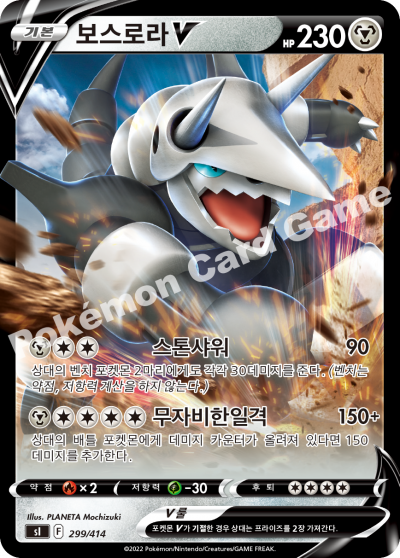 기본 보스로라 V HP 230
스톤샤워 90
상대의 벤치 포켓몬 2마리에게도 각각 30데미지를 준다. (벤치는
약점, 저항력 계산을 하지 않는다.)
무자비한일격 150+
상대의 배틀 포켓몬에게 데미지 카운터가 올려져 있다면 150
데미지를 추가한다.
약점 ×2 저항력 -30 후퇴
V 룰
포켓몬 V가 기절한 경우 상대는 프라이즈를 2장 가져간다.
Illus. PLANETA Mochizuki
sI F 299/414
©2022 Pokémon/Nintendo/Creatures/GAME FREAK.
Pokémon Card Game